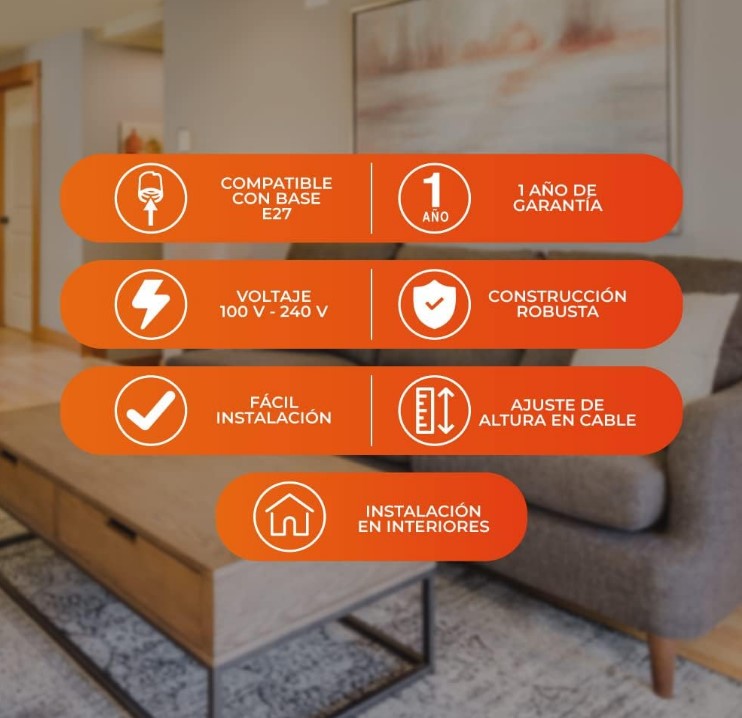 COMPATIBLE
CON BASE
E27
1
AÑO
1 AÑO DE
GARANTÍA
VOLTAJE
100 V - 240 V
CONSTRUCCIÓN
ROBUSTA
FÁCIL
INSTALACIÓN
AJUSTE DE
ALTURA EN CABLE
INSTALACIÓN
EN INTERIORES